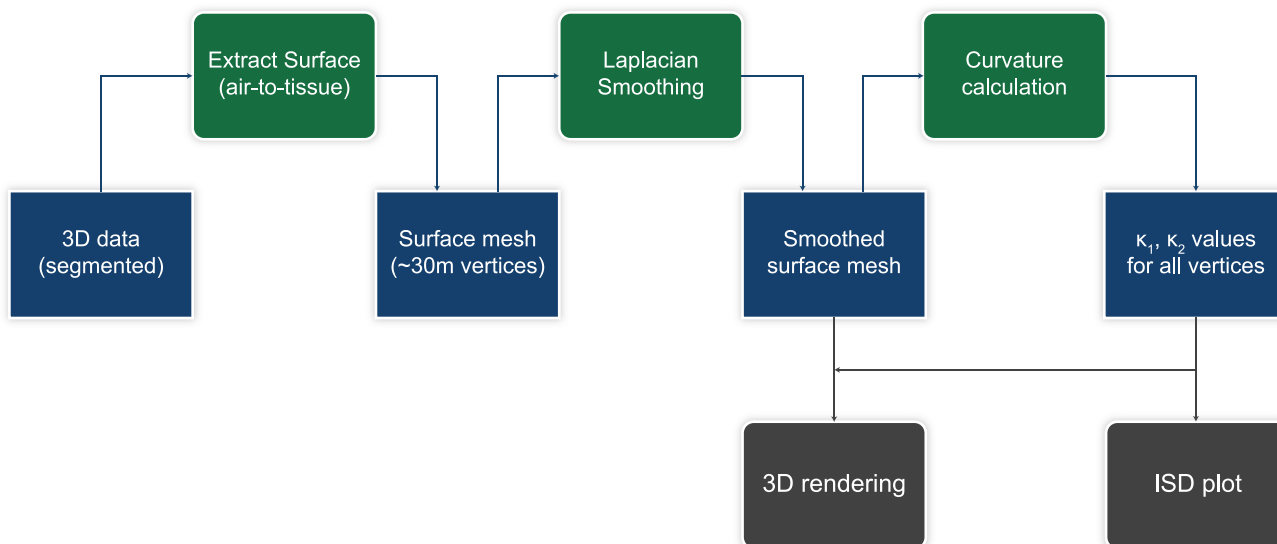 Extract Surface
(air-to-tissue)
Laplacian
Smoothing
Curvature
calculation
3D data
(segmented)
Surface mesh
(~30m vertices)
Smoothed
surface mesh
κ₁, κ₂ values
for all vertices
3D rendering
ISD plot